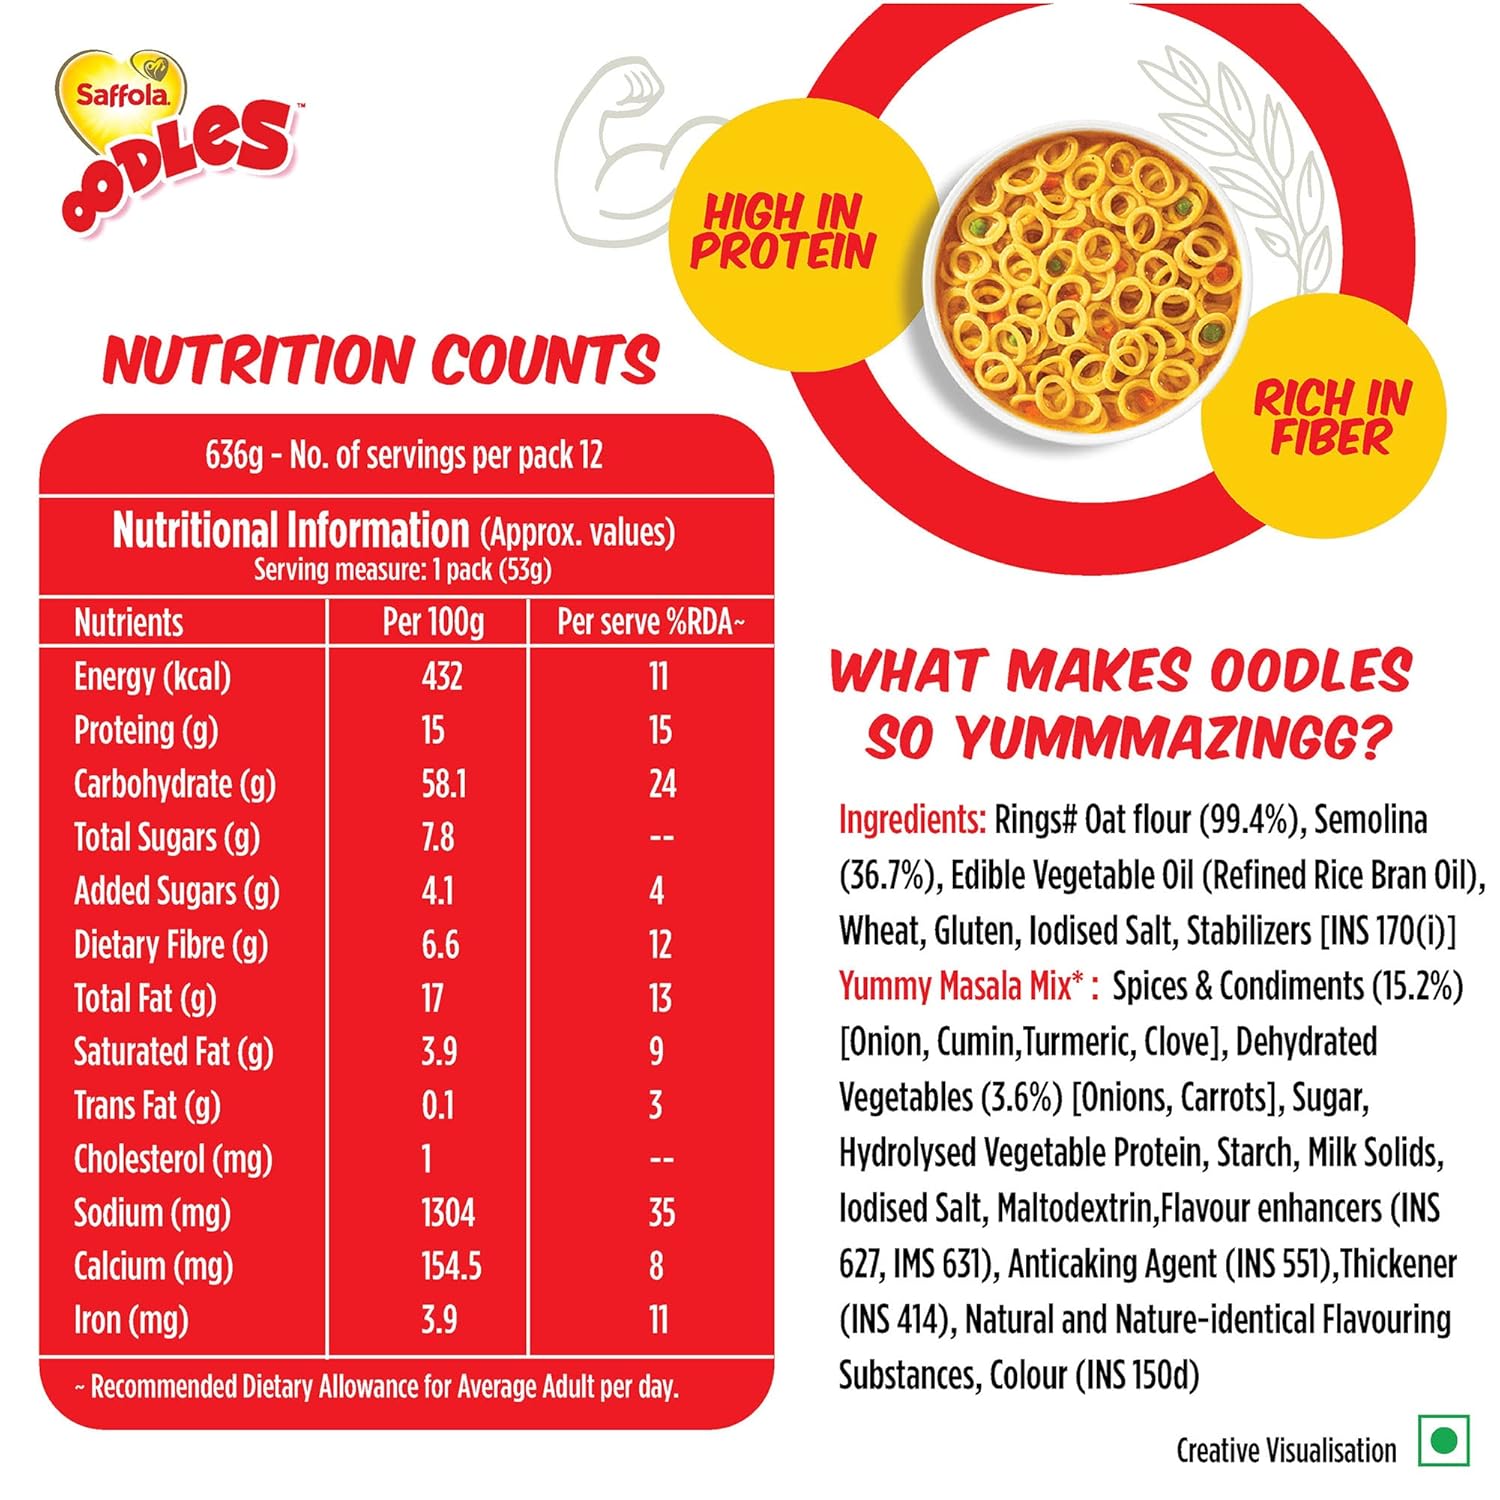 Saffola
OODLES™
HIGH IN
PROTEIN
RICH IN
FIBER
NUTRITION COUNTS
636g - No. of servings per pack 12
Nutritional Information (Approx. values)
Serving measure: 1 pack (53g)
Nutrients Per 100g Per serve %RDA~
Energy (kcal) 432 11
Proteing (g) 15 15
Carbohydrate (g) 58.1 24
Total Sugars (g) 7.8 --
Added Sugars (g) 4.1 4
Dietary Fibre (g) 6.6 12
Total Fat (g) 17 13
Saturated Fat (g) 3.9 9
Trans Fat (g) 0.1 3
Cholesterol (mg) 1 --
Sodium (mg) 1304 35
Calcium (mg) 154.5 8
Iron (mg) 3.9 11
~ Recommended Dietary Allowance for Average Adult per day.
WHAT MAKES OODLES
SO YUMMMAZINGG?
Ingredients: Rings# Oat flour (99.4%), Semolina
(36.7%), Edible Vegetable Oil (Refined Rice Bran Oil),
Wheat, Gluten, Iodised Salt, Stabilizers [INS 170(i)]
Yummy Masala Mix* : Spices & Condiments (15.2%)
[Onion, Cumin,Turmeric, Clove], Dehydrated
Vegetables (3.6%) [Onions, Carrots], Sugar,
Hydrolysed Vegetable Protein, Starch, Milk Solids,
Iodised Salt, Maltodextrin,Flavour enhancers (INS
627, IMS 631), Anticaking Agent (INS 551),Thickener
(INS 414), Natural and Nature-identical Flavouring
Substances, Colour (INS 150d)
Creative Visualisation